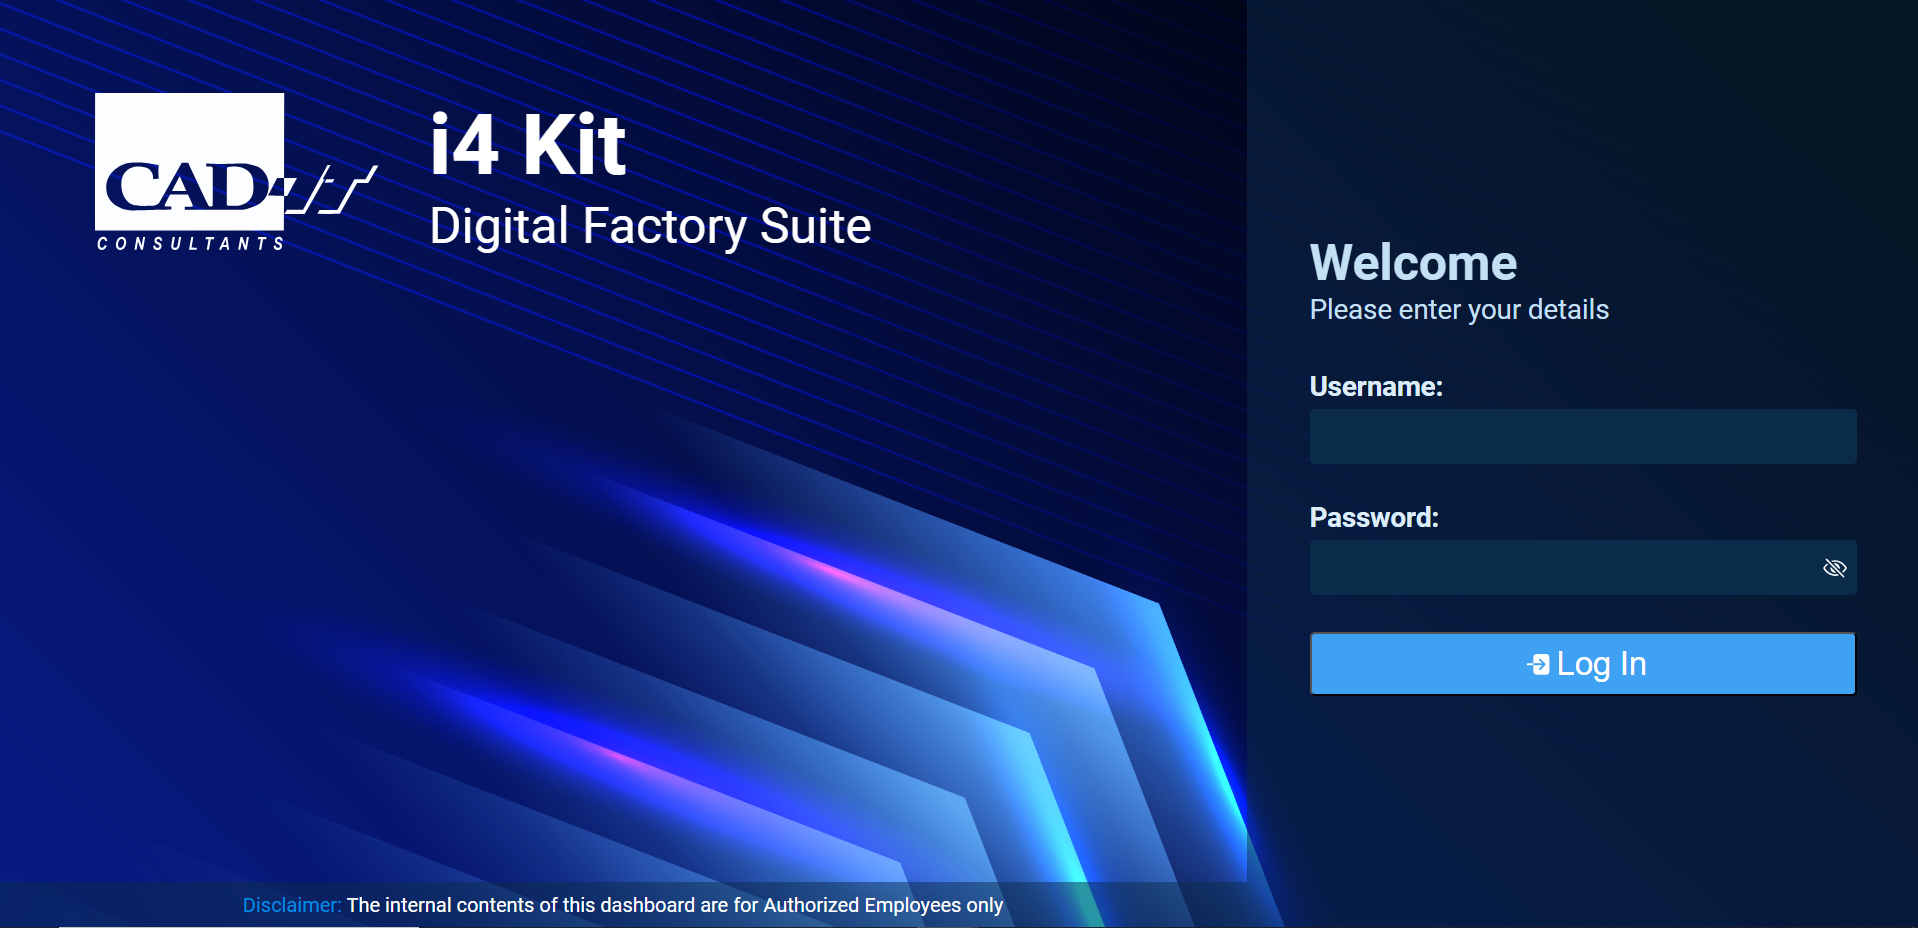 CAD
CONSULTANTS
i4 Kit
Digital Factory Suite
Welcome
Please enter your details
Username:
Password:
Log In
Disclaimer: The internal contents of this dashboard are for Authorized Employees only